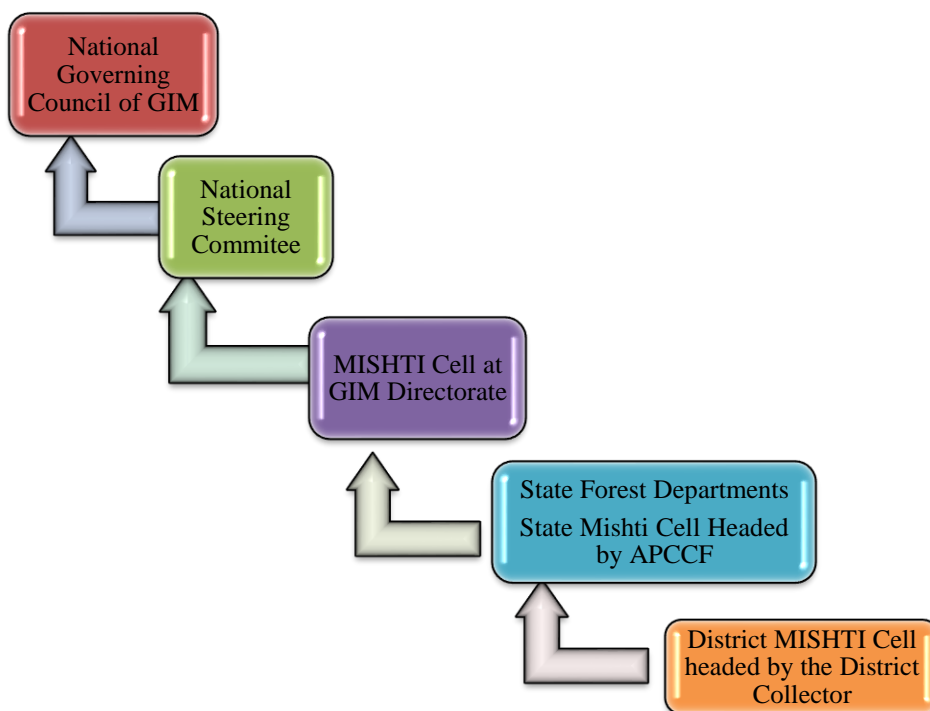 National
Governing
Council of GIM
National
Steering
Commitee
MISHTI Cell at
GIM Directorate
State Forest Departments
State Mishti Cell Headed
by APCCF
District MISHTI Cell
headed by the District
Collector